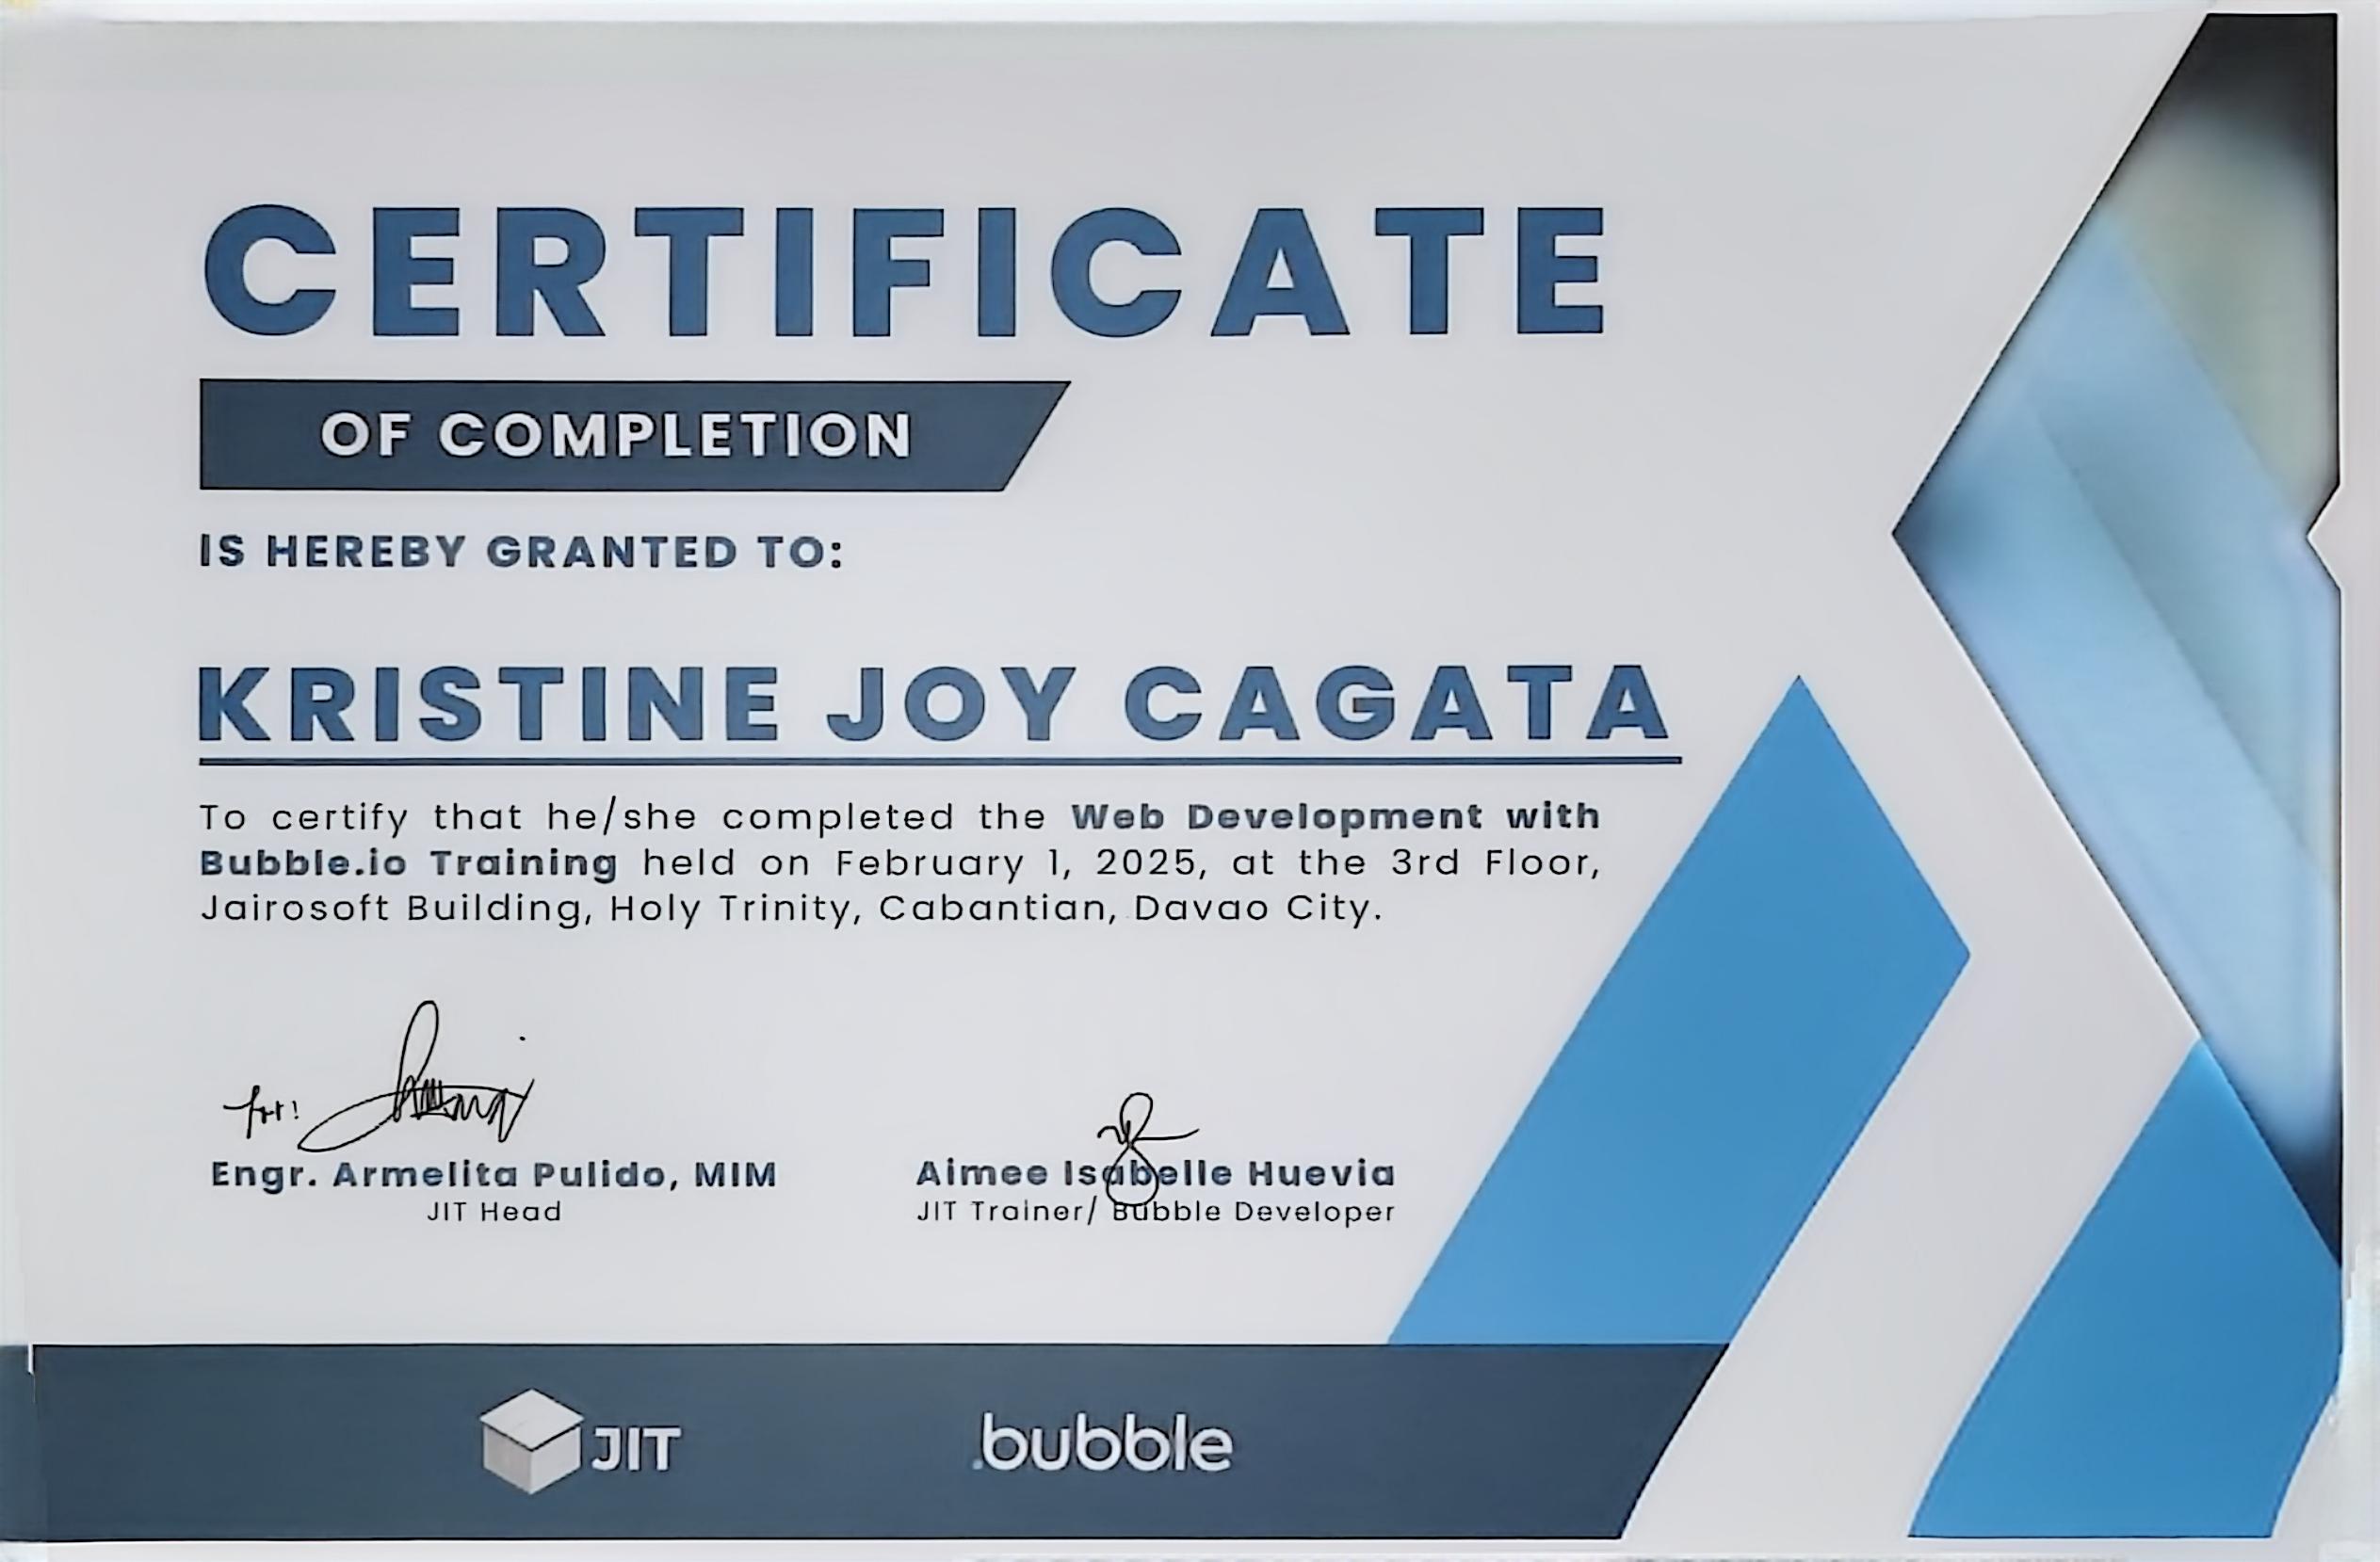 CERTIFICATE
OF COMPLETION
IS HEREBY GRANTED TO:
KRISTINE JOY CAGATA
To certify that he/she completed the Web Development with
Bubble.io Training held on February 1, 2025, at the 3rd Floor,
Jairosoft Building, Holy Trinity, Cabantian, Davao City.
for:
Engr. Armelita Pulido, MIM
JIT Head
Aimee Isabelle Huevia
JIT Trainer/ Bubble Developer
JIT
.bubble